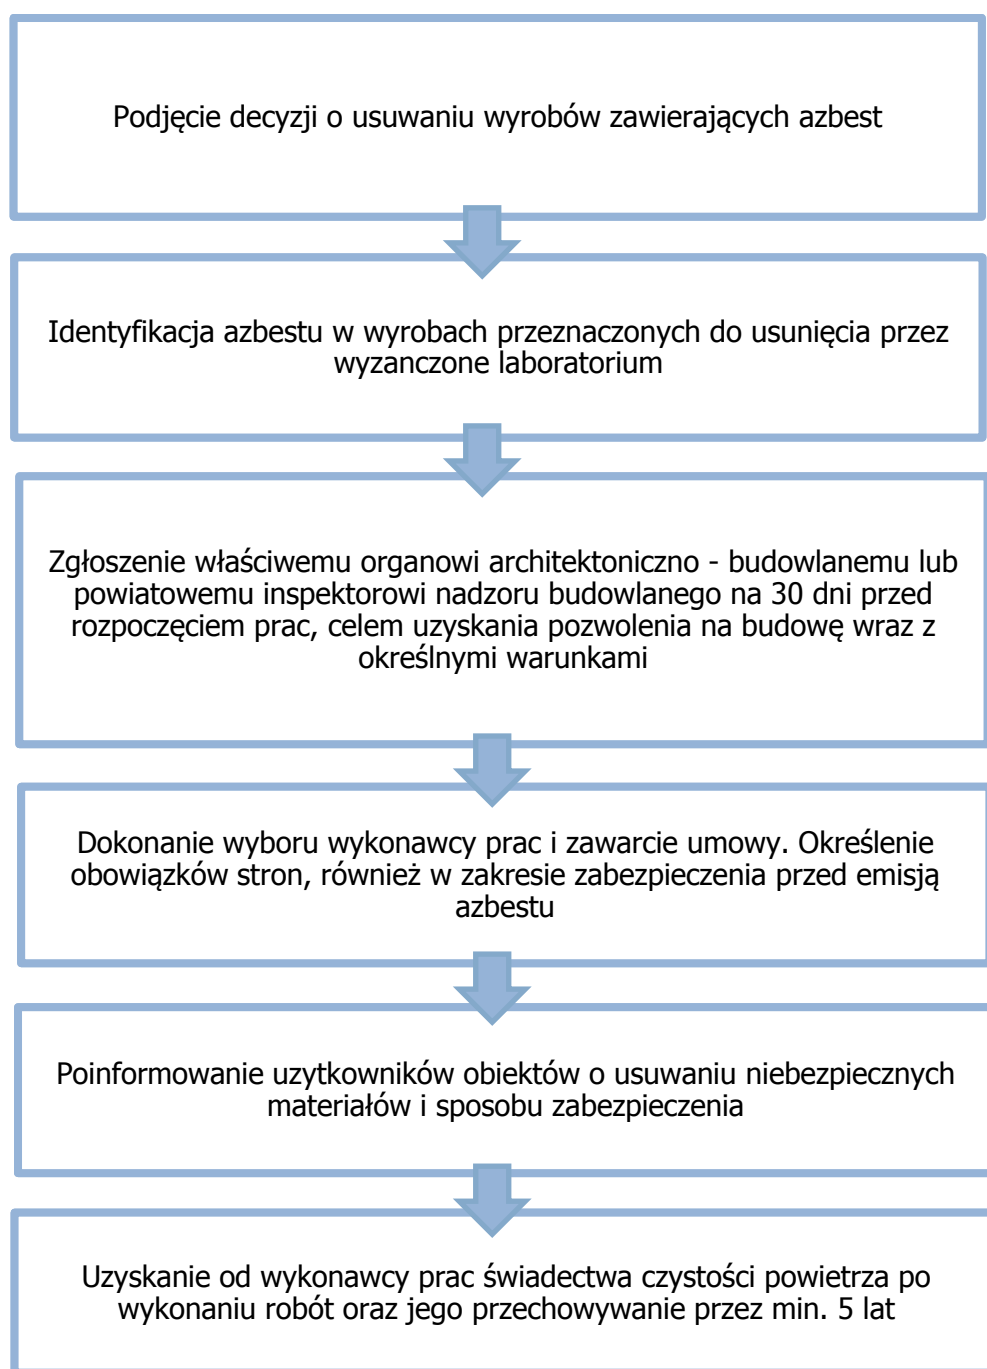 Podjęcie decyzji o usuwaniu wyrobów zawierających azbest
Identyfikacja azbestu w wyrobach przeznaczonych do usunięcia przez
wyzanczone laboratorium
Zgłoszenie właściwemu organowi architektoniczno - budowlanemu lub
powiatowemu inspektorowi nadzoru budowlanego na 30 dni przed
rozpoczęciem prac, celem uzyskania pozwolenia na budowę wraz z
określnymi warunkami
Dokonanie wyboru wykonawcy prac i zawarcie umowy. Określenie
obowiązków stron, również w zakresie zabezpieczenia przed emisją
azbestu
Poinformowanie uzytkowników obiektów o usuwaniu niebezpiecznych
materiałów i sposobu zabezpieczenia
Uzyskanie od wykonawcy prac świadectwa czystości powietrza po
wykonaniu robót oraz jego przechowywanie przez min. 5 lat